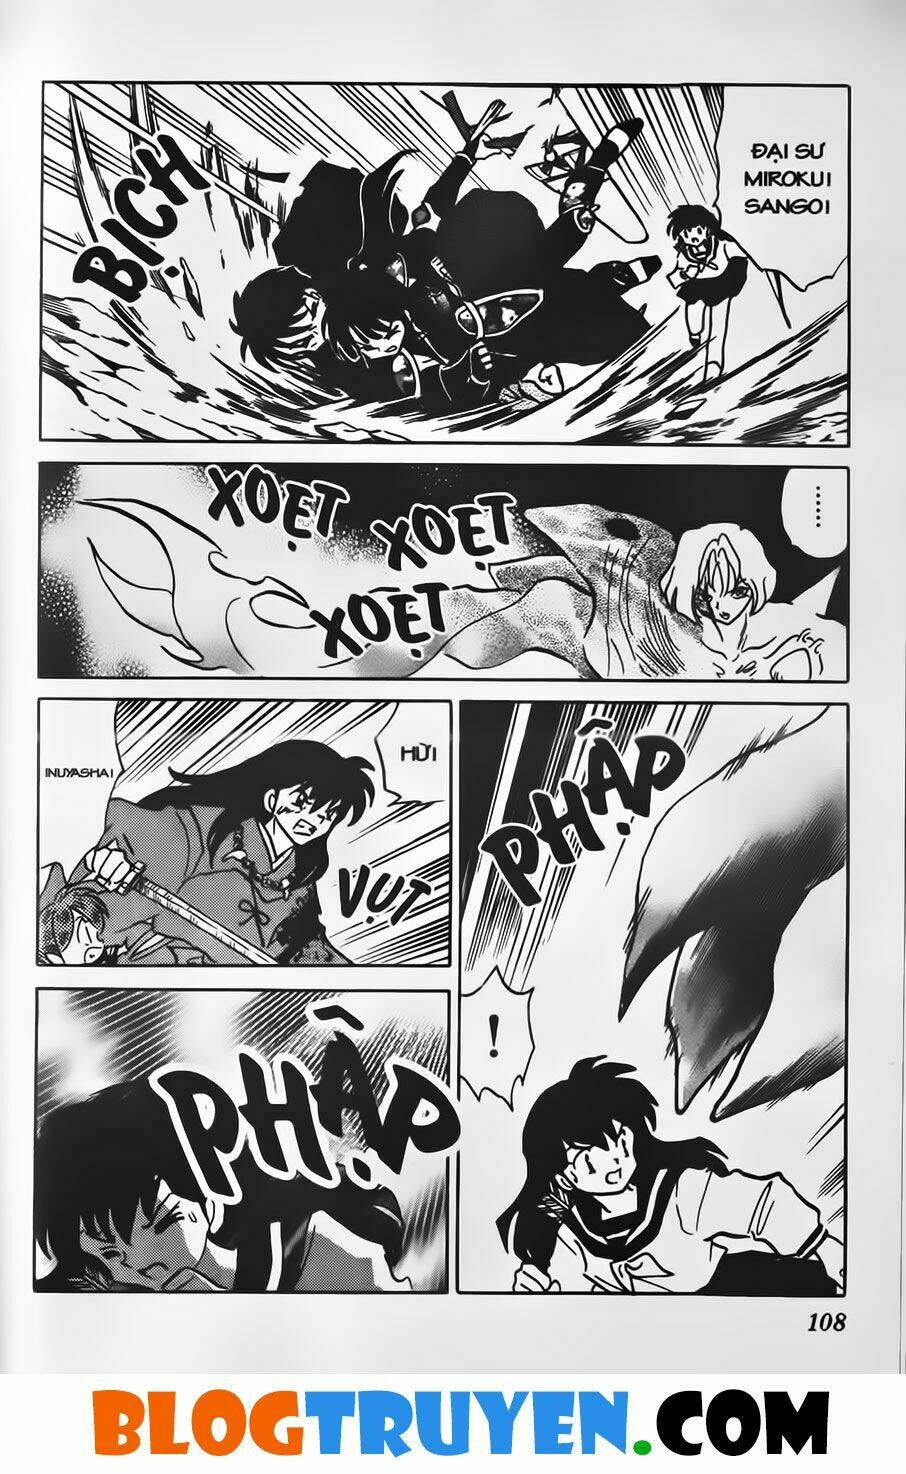 ĐẠI SƯ
MIROKU!
SANGO!
BỊCH
........
XOẸT
XOẸT
XOẸT
HỪ!
INUYASHA!
VỤT
PHẬP
!
PHẬP
108
BLOGTRUYEN.COM